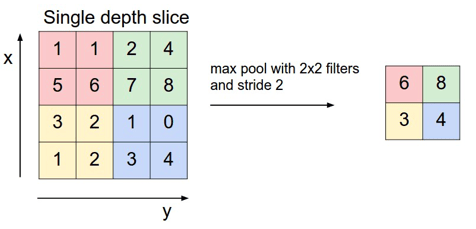 Single depth slice
x
1 1 2 4
5 6 7 8
3 2 1 0
1 2 3 4
y
max pool with 2x2 filters
and stride 2
6 8
3 4